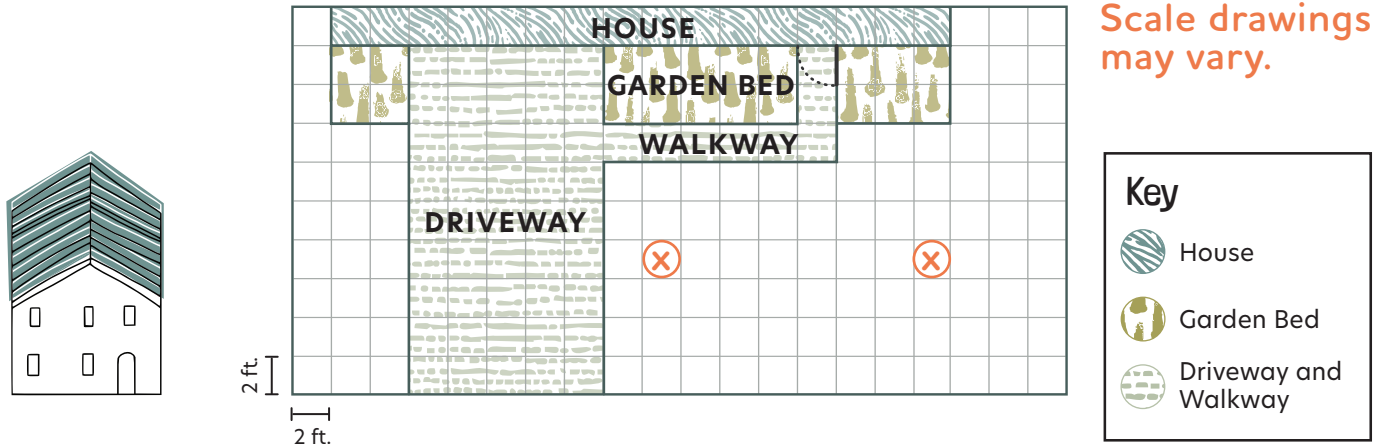 HOUSE
Scale drawings
may vary.
GARDEN BED
WALKWAY
DRIVEWAY
X X
2 ft.
2 ft.
Key
House
Garden Bed
Driveway and
Walkway